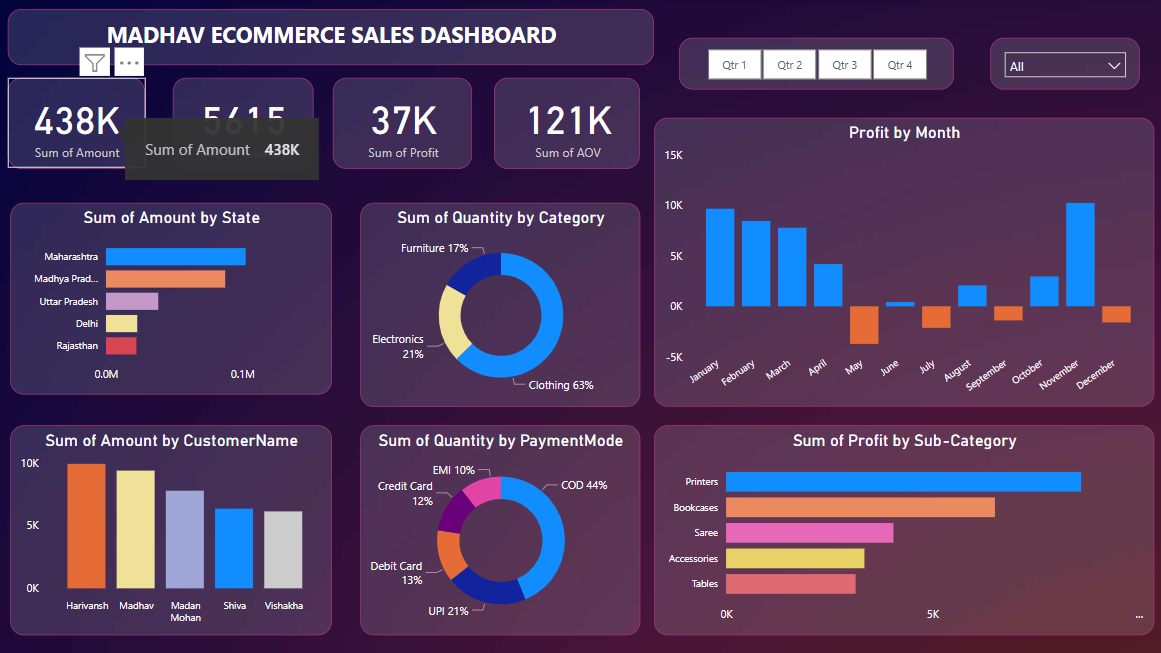 MADHAV ECOMMERCE SALES DASHBOARD
Qtr 1
Qtr 2
Qtr 3
Qtr 4
All
438K
Sum of Amount
5615
Sum of Amount 438K
37K
Sum of Profit
121K
Sum of AOV
Profit by Month
15K
10K
5K
0K
-5K
January
February
March
April
May
June
July
August
September
October
November
December
Sum of Amount by State
Maharashtra
Madhya Prad...
Uttar Pradesh
Delhi
Rajasthan
0.0M
0.1M
Sum of Quantity by Category
Furniture 17%
Electronics
21%
Clothing 63%
Sum of Amount by CustomerName
10K
5K
0K
Harivansh
Madhav
Madan
Mohan
Shiva
Vishakha
Sum of Quantity by PaymentMode
EMI 10%
COD 44%
Credit Card
12%
Debit Card
13%
UPI 21%
Sum of Profit by Sub-Category
Printers
Bookcases
Saree
Accessories
Tables
0K
5K
...